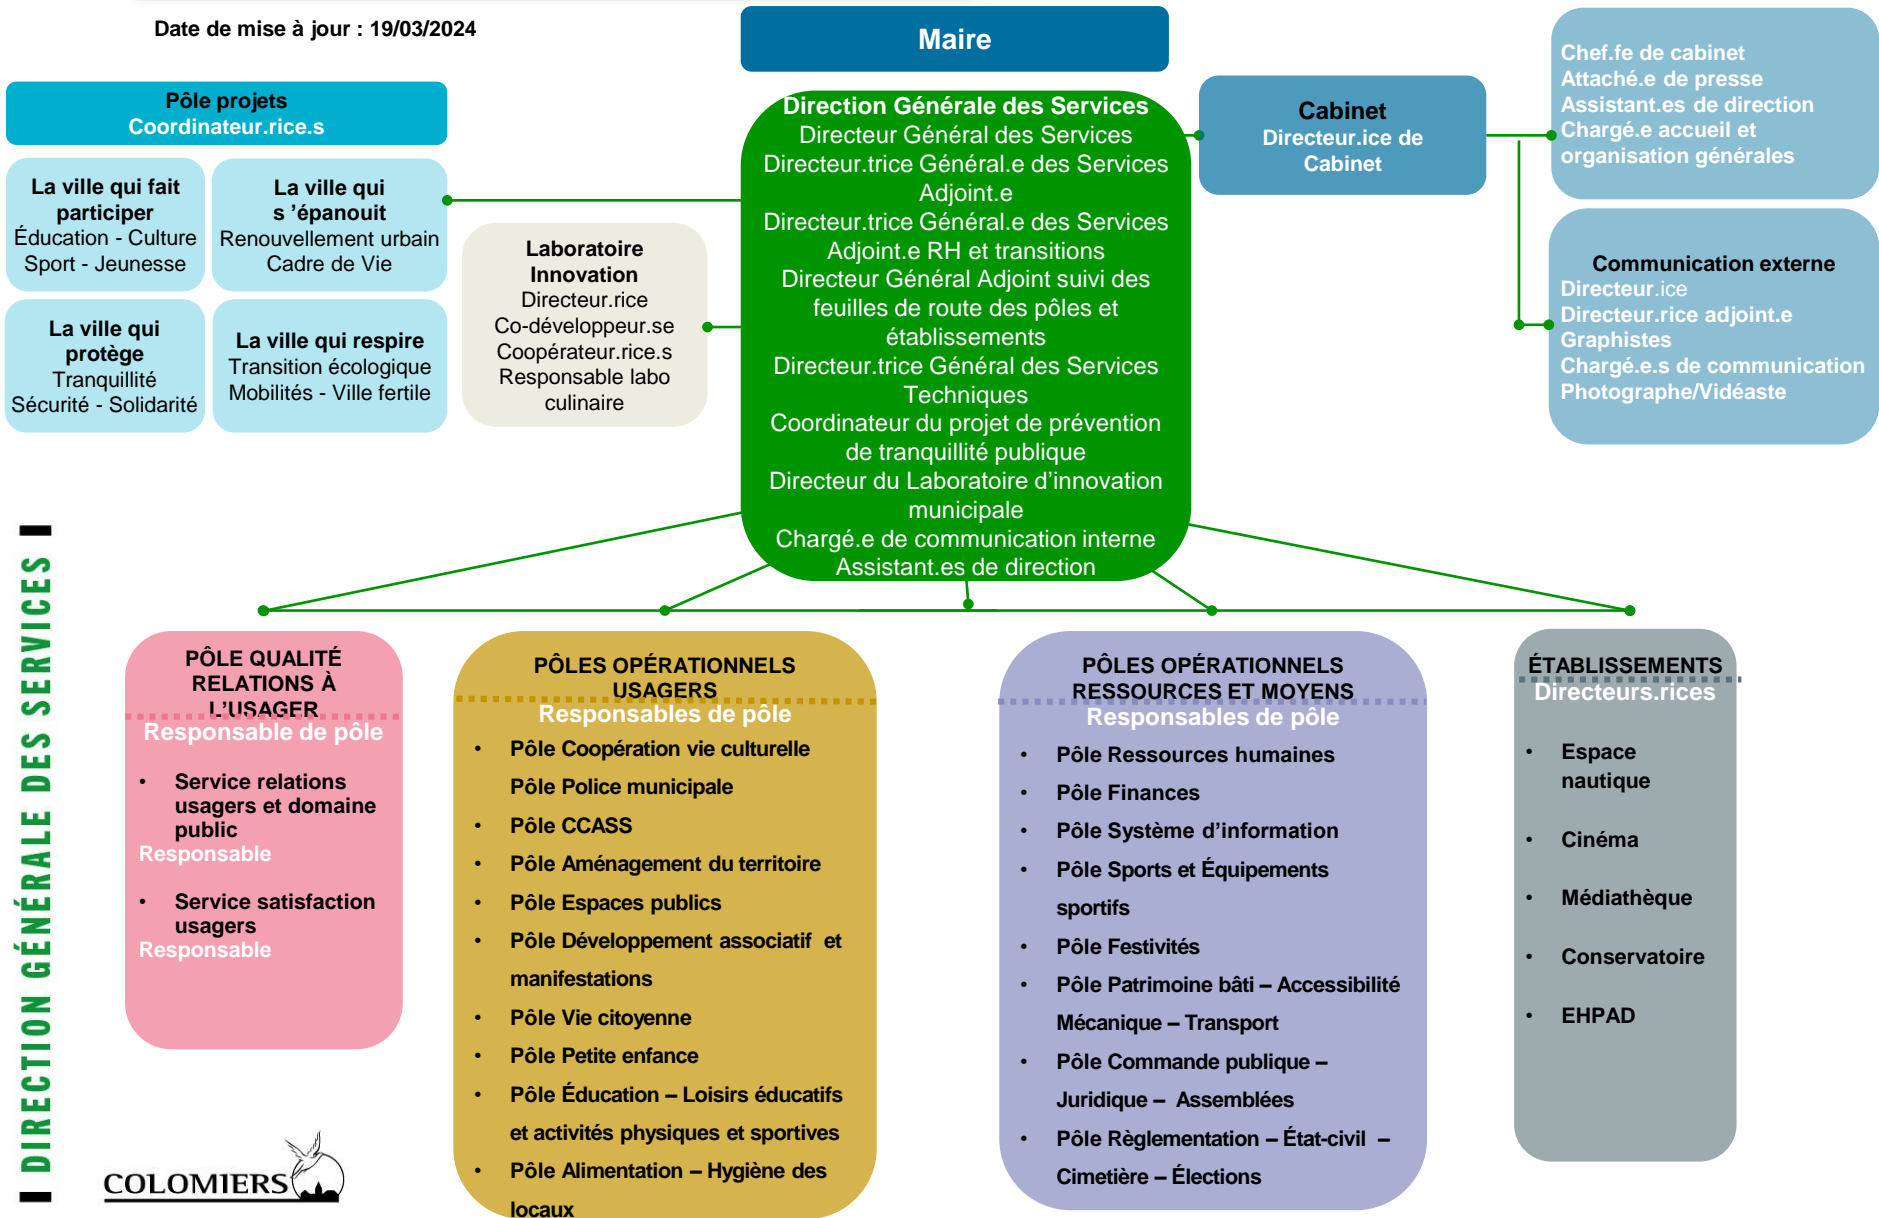 Date de mise à jour : 19/03/2024
Maire
Pôle projets
Coordinateur.rice.s
La ville qui fait
participer
Éducation - Culture
Sport - Jeunesse
La ville qui
s ’épanouit
Renouvellement urbain
Cadre de Vie
La ville qui
protège
Tranquillité
Sécurité - Solidarité
La ville qui respire
Transition écologique
Mobilités - Ville fertile
Laboratoire
Innovation
Directeur.rice
Co-développeur.se
Coopérateur.rice.s
Responsable labo
culinaire
Direction Générale des Services
Directeur Général des Services
Directeur.trice Général.e des Services
Adjoint.e
Directeur.trice Général.e des Services
Adjoint.e RH et transitions
Directeur Général Adjoint suivi des
feuilles de route des pôles et
établissements
Directeur.trice Général des Services
Techniques
Coordinateur du projet de prévention
de tranquillité publique
Directeur du Laboratoire d’innovation
municipale
Chargé.e de communication interne
Assistant.es de direction
Cabinet
Directeur.ice de
Cabinet
Chef.fe de cabinet
Attaché.e de presse
Assistant.es de direction
Chargé.e accueil et
organisation générales
Communication externe
Directeur.ice
Directeur.rice adjoint.e
Graphistes
Chargé.e.s de communication
Photographe/Vidéaste
DIRECTION GÉNÉRALE DES SERVICES
PÔLE QUALITÉ
RELATIONS À
L’USAGER
Responsable de pôle
• Service relations
usagers et domaine
public
Responsable
• Service satisfaction
usagers
Responsable
PÔLES OPÉRATIONNELS
USAGERS
Responsables de pôle
• Pôle Coopération vie culturelle
Pôle Police municipale
• Pôle CCASS
• Pôle Aménagement du territoire
• Pôle Espaces publics
• Pôle Développement associatif et
manifestations
• Pôle Vie citoyenne
• Pôle Petite enfance
• Pôle Éducation – Loisirs éducatifs
et activités physiques et sportives
• Pôle Alimentation – Hygiène des
locaux
PÔLES OPÉRATIONNELS
RESSOURCES ET MOYENS
Responsables de pôle
• Pôle Ressources humaines
• Pôle Finances
• Pôle Système d’information
• Pôle Sports et Équipements
sportifs
• Pôle Festivités
• Pôle Patrimoine bâti – Accessibilité
Mécanique – Transport
• Pôle Commande publique –
Juridique – Assemblées
• Pôle Règlementation – État-civil –
Cimetière – Élections
ÉTABLISSEMENTS
Directeurs.rices
• Espace
nautique
• Cinéma
• Médiathèque
• Conservatoire
• EHPAD
COLOMIERS